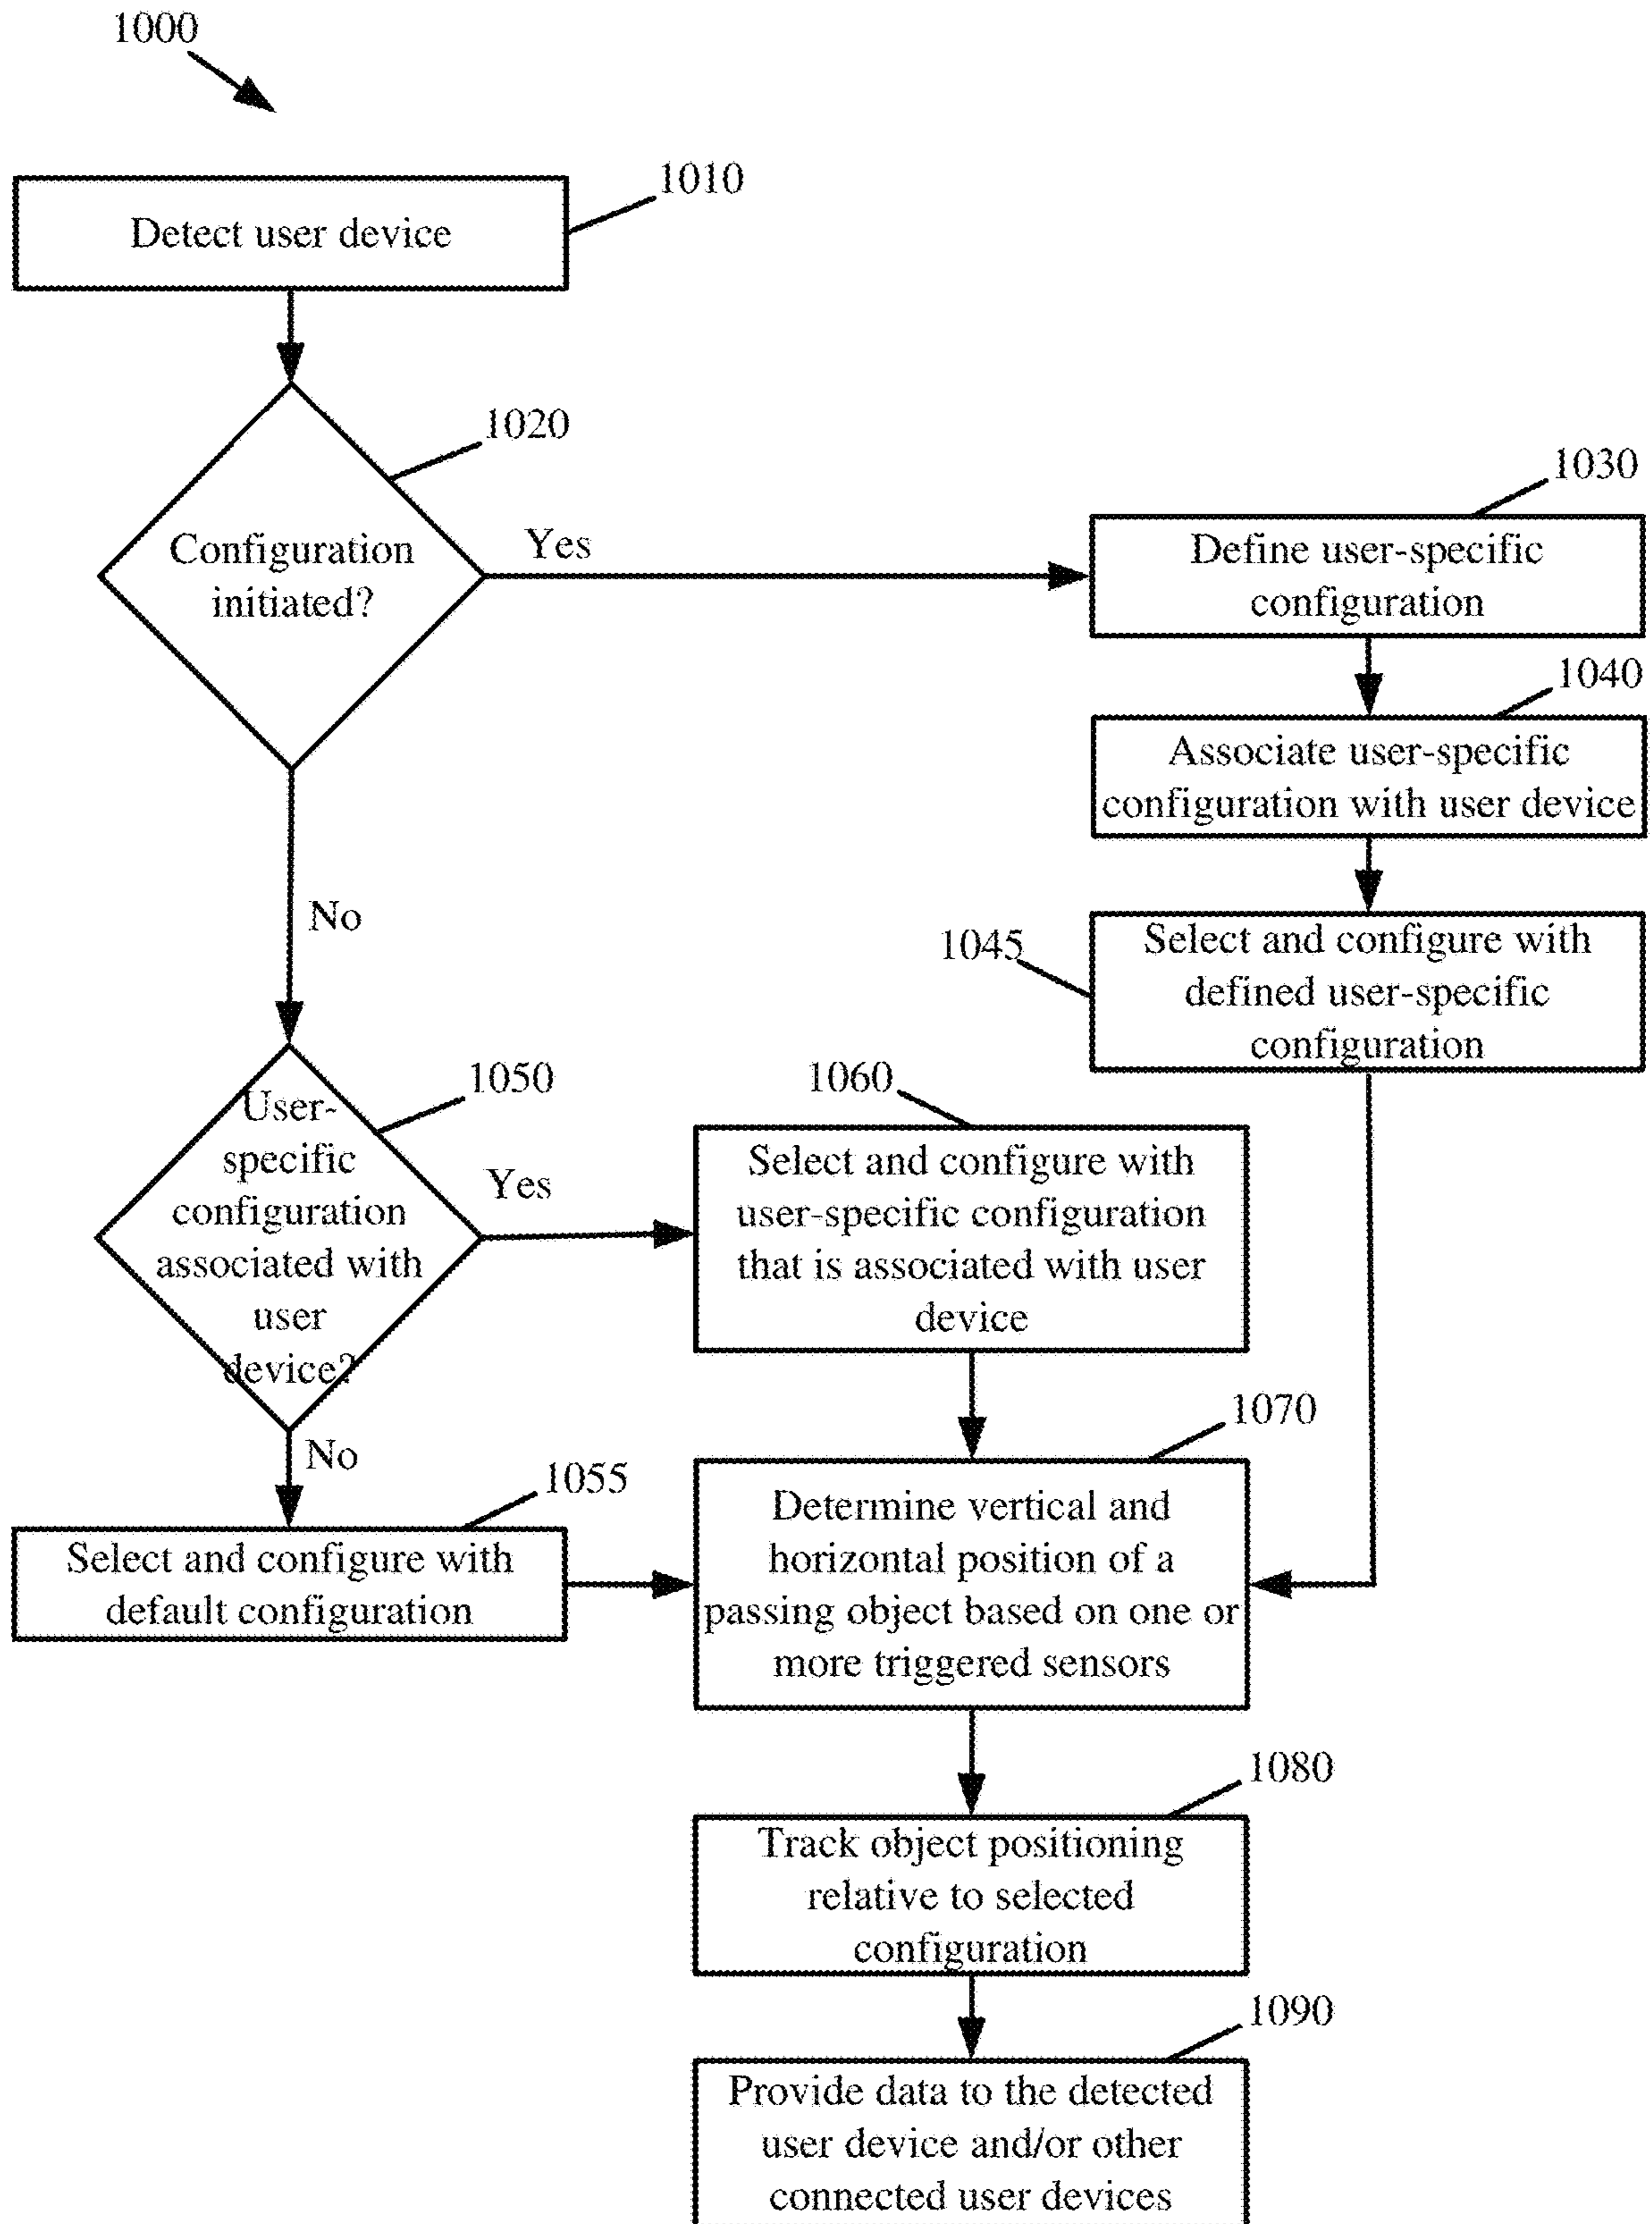 1000
1010
Detect user device
1020
Configuration
initiated?
Yes
1030
Define user-specific
configuration
1040
Associate user-specific
configuration with user device
No
1045
Select and configure with
defined user-specific
configuration
1050
User-
specific
configuration
associated with
user
device?
Yes
1060
Select and configure with
user-specific configuration
that is associated with user
device
No
1055
Select and configure with
default configuration
1070
Determine vertical and
horizontal position of a
passing object based on one or
more triggered sensors
1080
Track object positioning
relative to selected
configuration
1090
Provide data to the detected
user device and/or other
connected user devices